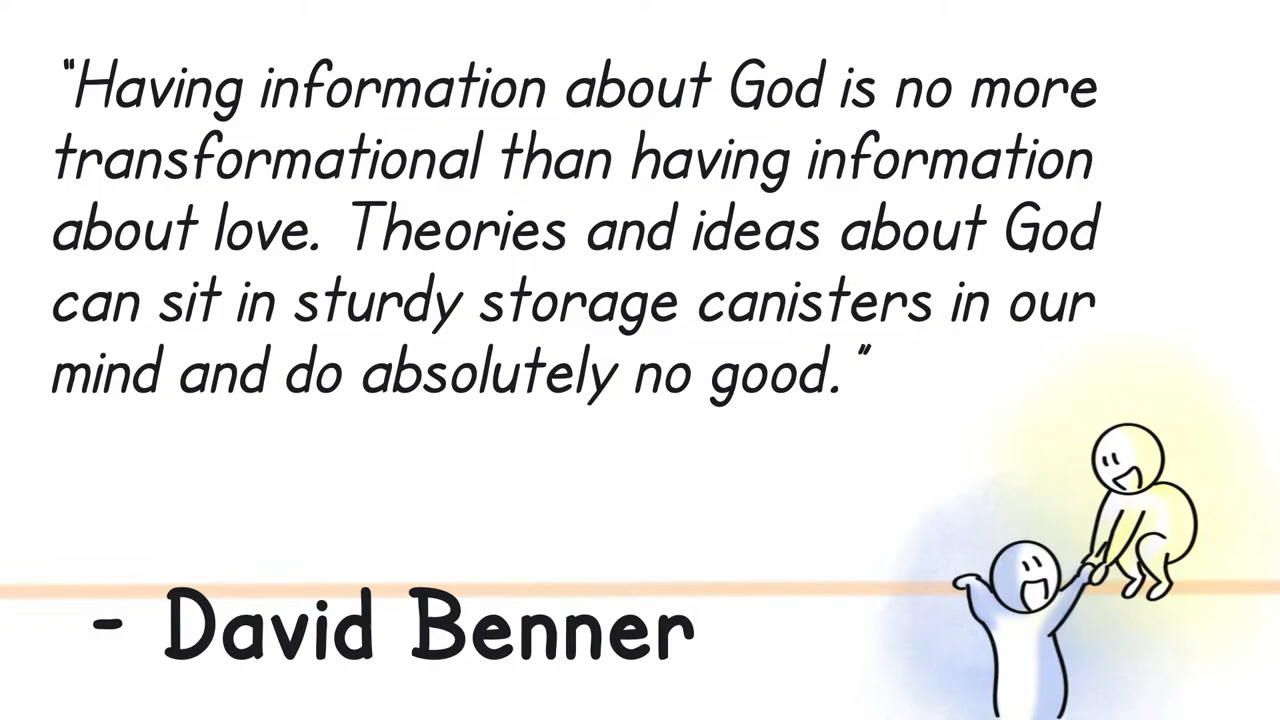 "Having information about God is no more
transformational than having information
about love. Theories and ideas about God
can sit in sturdy storage canisters in our
mind and do absolutely no good."
- David Benner